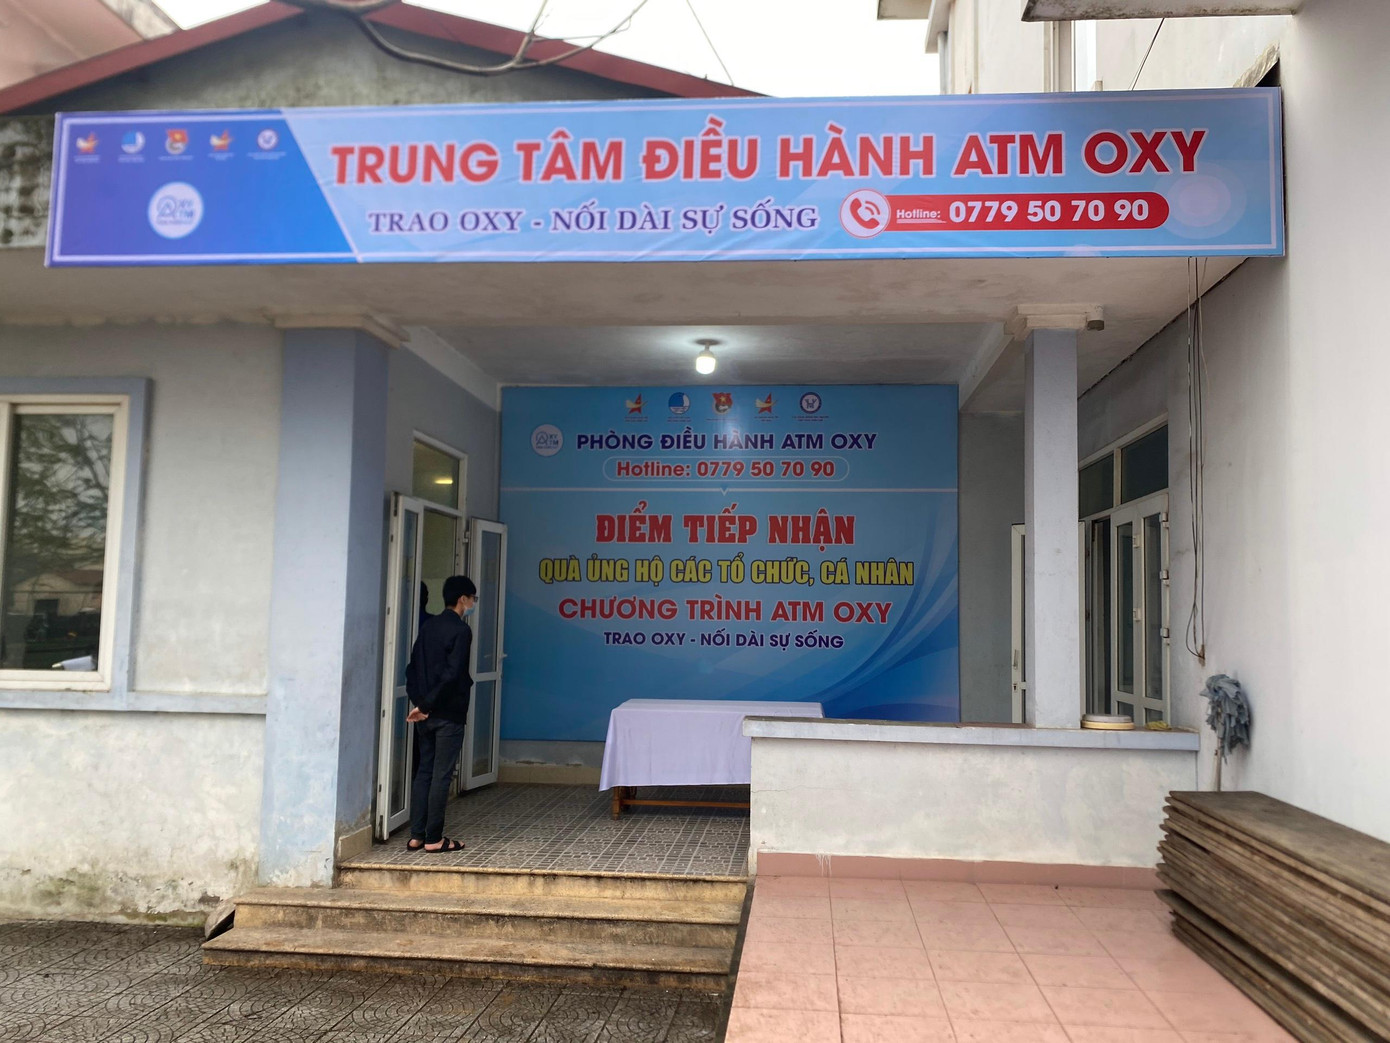 TRUNG TÂM ĐIỀU HÀNH ATM OXY
TRAO OXY - NỐI DÀI SỰ SỐNG
Hotline: 0779 50 70 90
PHÒNG ĐIỀU HÀNH ATM OXY
Hotline: 0779 50 70 90
ĐIỂM TIẾP NHẬN
QUÀ ỦNG HỘ CÁC TỔ CHỨC, CÁ NHÂN
CHƯƠNG TRÌNH ATM OXY
TRAO OXY - NỐI DÀI SỰ SỐNG